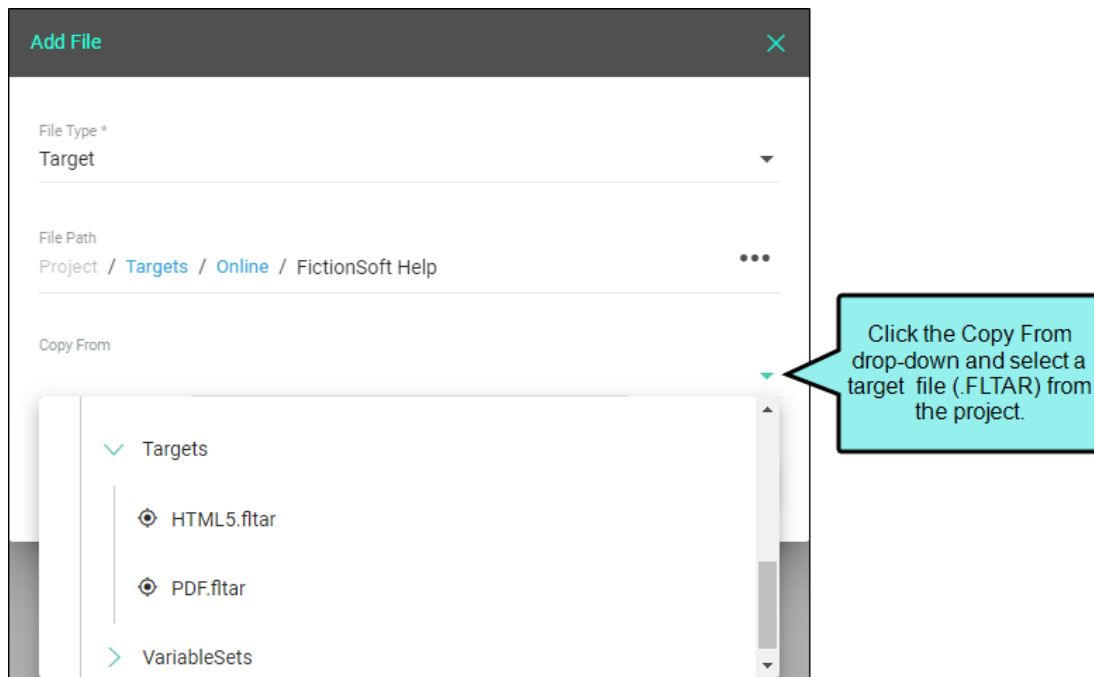 Add File
File Type *
Target
File Path
Project / Targets / Online / FictionSoft Help
Copy From
Click the Copy From
drop-down and select a
target file (.FLTAR) from
the project.
Targets
HTML5.fltar
PDF.fltar
VariableSets